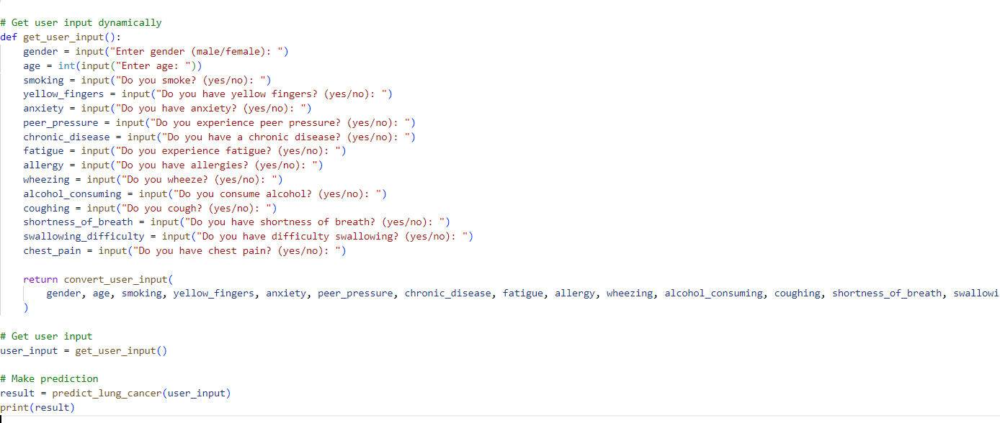 # Get user input dynamically
def get_user_input():
    gender = input("Enter gender (male/female): ")
    age = int(input("Enter age: "))
    smoking = input("Do you smoke? (yes/no): ")
    yellow_fingers = input("Do you have yellow fingers? (yes/no): ")
    anxiety = input("Do you have anxiety? (yes/no): ")
    peer_pressure = input("Do you experience peer pressure? (yes/no): ")
    chronic_disease = input("Do you have a chronic disease? (yes/no): ")
    fatigue = input("Do you experience fatigue? (yes/no): ")
    allergy = input("Do you have allergies? (yes/no): ")
    wheezing = input("Do you wheeze? (yes/no): ")
    alcohol_consuming = input("Do you consume alcohol? (yes/no): ")
    coughing = input("Do you cough? (yes/no): ")
    shortness_of_breath = input("Do you have shortness of breath? (yes/no): ")
    swallowing_difficulty = input("Do you have difficulty swallowing? (yes/no): ")
    chest_pain = input("Do you have chest pain? (yes/no): ")
    return convert_user_input(
        gender, age, smoking, yellow_fingers, anxiety, peer_pressure, chronic_disease, fatigue, allergy, wheezing, alcohol_consuming, coughing, shortness_of_breath, swallowi
    )
# Get user input
user_input = get_user_input()
# Make prediction
result = predict_lung_cancer(user_input)
print(result)